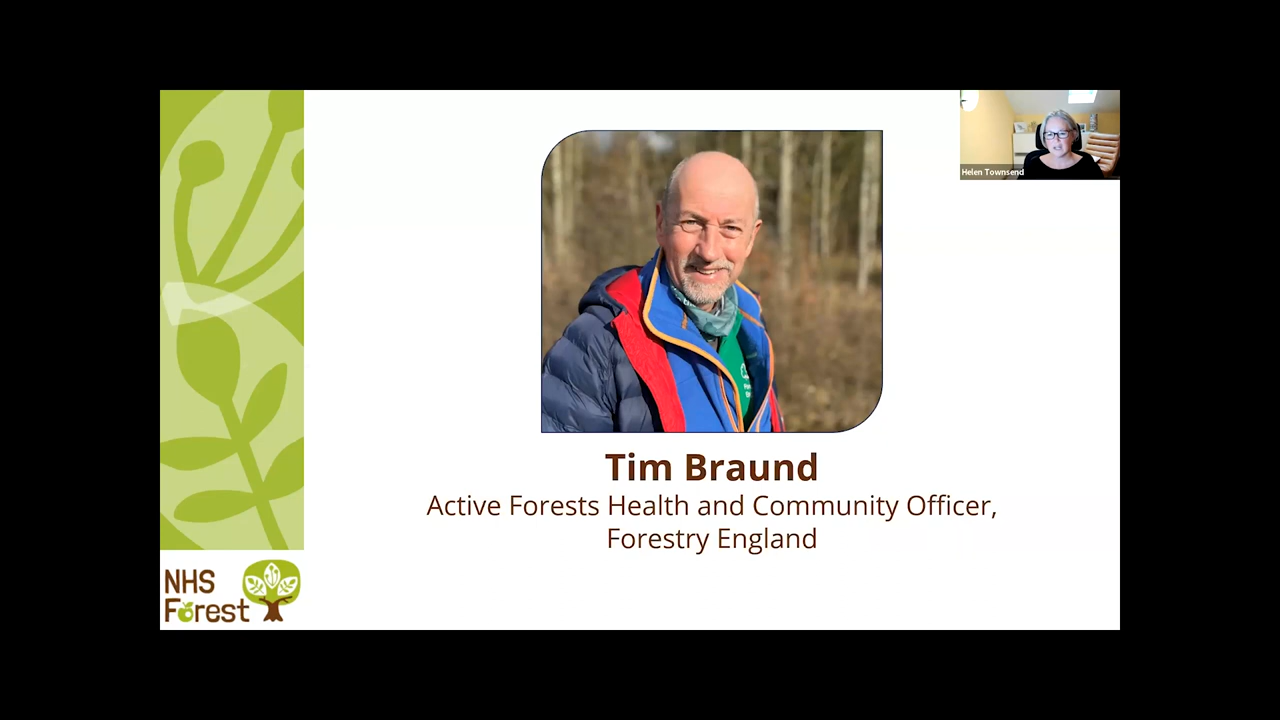 Helen Townsend
Tim Braund
Active Forests Health and Community Officer,
Forestry England
NHS
Forest